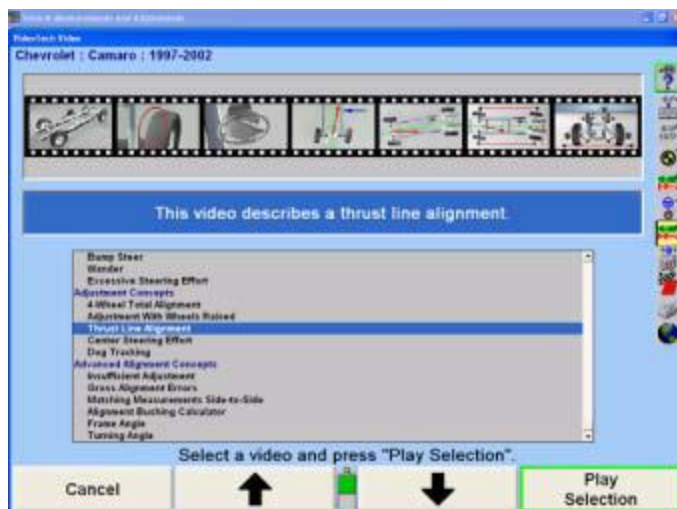 VideoTech Video
Chevrolet : Camaro : 1997-2002
This video describes a thrust line alignment.
Bump Steer
Wander
Excessive Steering Effort
Adjustment Concepts
4-Wheel Total Alignment
Adjustment With Wheels Raised
Thrust Line Alignment
Center Steering Effort
Dog Tracking
Advanced Alignment Concepts
Insufficient Adjustment
Gross Alignment Errors
Matching Measurements Side-to-Side
Alignment Bushing Calculator
Frame Angle
Turning Angle
Select a video and press "Play Selection".
Cancel
Play
Selection